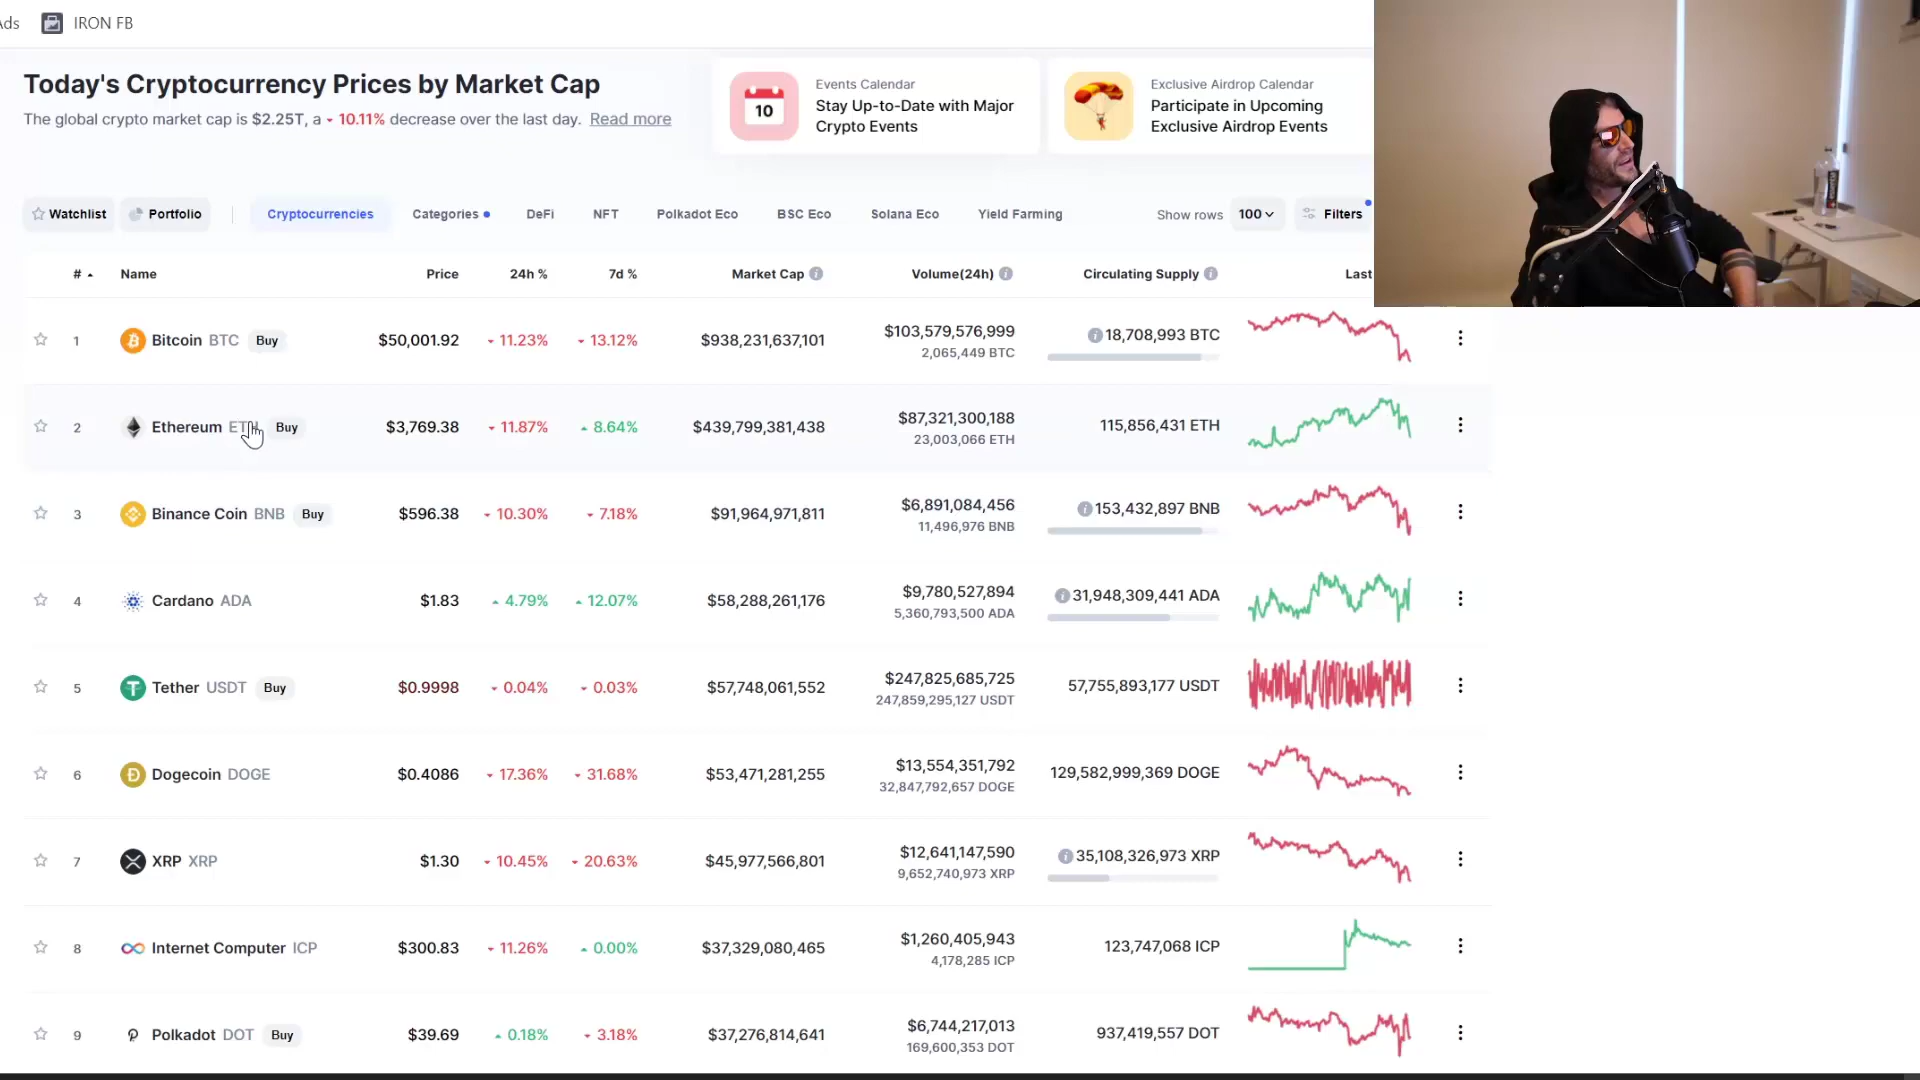 Ads IRON FB
Today's Cryptocurrency Prices by Market Cap
The global crypto market cap is $2.25T, a 10.11% decrease over the last day. Read more
10
Events Calendar
Stay Up-to-Date with Major
Crypto Events
Exclusive Airdrop Calendar
Participate in Upcoming
Exclusive Airdrop Events
Watchlist Portfolio Cryptocurrencies Categories DeFi NFT Polkadot Eco BSC Eco Solana Eco Yield Farming Show rows 100 Filters
# Name Price 24h % 7d % Market Cap Volume(24h) Circulating Supply Last
1 Bitcoin BTC Buy $50,001.92 11.23% 13.12% $938,231,637,101 $103,579,576,999 18,708,993 BTC
2,065,449 BTC
2 Ethereum ETH Buy $3,769.38 11.87% 8.64% $439,799,381,438 $87,321,300,188 115,856,431 ETH
23,003,066 ETH
3 Binance Coin BNB Buy $596.38 10.30% 7.18% $91,964,971,811 $6,891,084,456 153,432,897 BNB
11,496,976 BNB
4 Cardano ADA $1.83 4.79% 12.07% $58,288,261,176 $9,780,527,894 31,948,309,441 ADA
5,360,793,500 ADA
5 Tether USDT Buy $0.9998 0.04% 0.03% $57,748,061,552 $247,825,685,725 57,755,893,177 USDT
247,859,295,127 USDT
6 Dogecoin DOGE $0.4086 17.36% 31.68% $53,471,281,255 $13,554,351,792 129,582,999,369 DOGE
32,847,792,657 DOGE
7 XRP XRP $1.30 10.45% 20.63% $45,977,566,801 $12,641,147,590 35,108,326,973 XRP
9,652,740,973 XRP
8 Internet Computer ICP $300.83 11.26% 0.00% $37,329,080,465 $1,260,405,943 123,747,068 ICP
4,178,285 ICP
9 Polkadot DOT Buy $39.69 0.18% 3.18% $37,276,814,641 $6,744,217,013 937,419,557 DOT
169,600,353 DOT